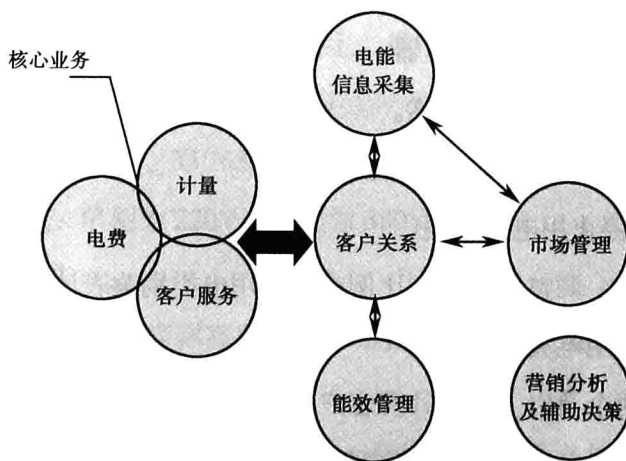 核心业务
电能
信息采集
计量
电费
客户服务
客户关系
市场管理
能效管理
营销分析
及辅助决策